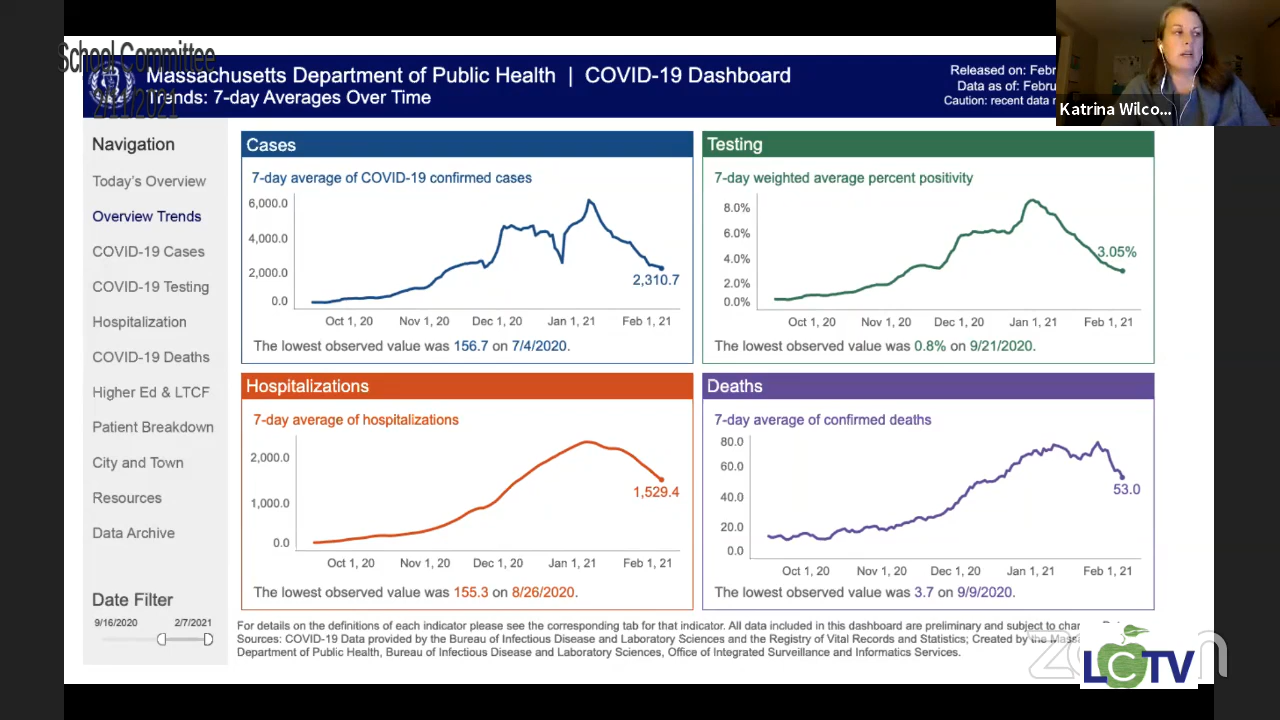 School Committee
2/11/2021
Massachusetts Department of Public Health | COVID-19 Dashboard
Trends: 7-day Averages Over Time
Released on: Febr
Data as of: Februa
Caution: recent data m
Katrina Wilco...
Navigation
Today's Overview
Overview Trends
COVID-19 Cases
COVID-19 Testing
Hospitalization
COVID-19 Deaths
Higher Ed & LTCF
Patient Breakdown
City and Town
Resources
Data Archive
Date Filter
9/16/2020 2/7/2021
Cases
7-day average of COVID-19 confirmed cases
6,000.0
4,000.0
2,000.0
0.0
2,310.7
Oct 1, 20 Nov 1, 20 Dec 1, 20 Jan 1, 21 Feb 1, 21
The lowest observed value was 156.7 on 7/4/2020.
Testing
7-day weighted average percent positivity
8.0%
6.0%
4.0%
2.0%
0.0%
3.05%
Oct 1, 20 Nov 1, 20 Dec 1, 20 Jan 1, 21 Feb 1, 21
The lowest observed value was 0.8% on 9/21/2020.
Hospitalizations
7-day average of hospitalizations
2,000.0
1,000.0
0.0
1,529.4
Oct 1, 20 Nov 1, 20 Dec 1, 20 Jan 1, 21 Feb 1, 21
The lowest observed value was 155.3 on 8/26/2020.
Deaths
7-day average of confirmed deaths
80.0
60.0
40.0
20.0
0.0
53.0
Oct 1, 20 Nov 1, 20 Dec 1, 20 Jan 1, 21 Feb 1, 21
The lowest observed value was 3.7 on 9/9/2020.
For details on the definitions of each indicator please see the corresponding tab for that indicator. All data included in this dashboard are preliminary and subject to
Sources: COVID-19 Data provided by the Bureau of Infectious Disease and Laboratory Sciences and the Registry of Vital Records and Statistics; Created by the Massa
Department of Public Health, Bureau of Infectious Disease and Laboratory Sciences, Office of Integrated Surveillance and Informatics Services.
zoom
LCTV